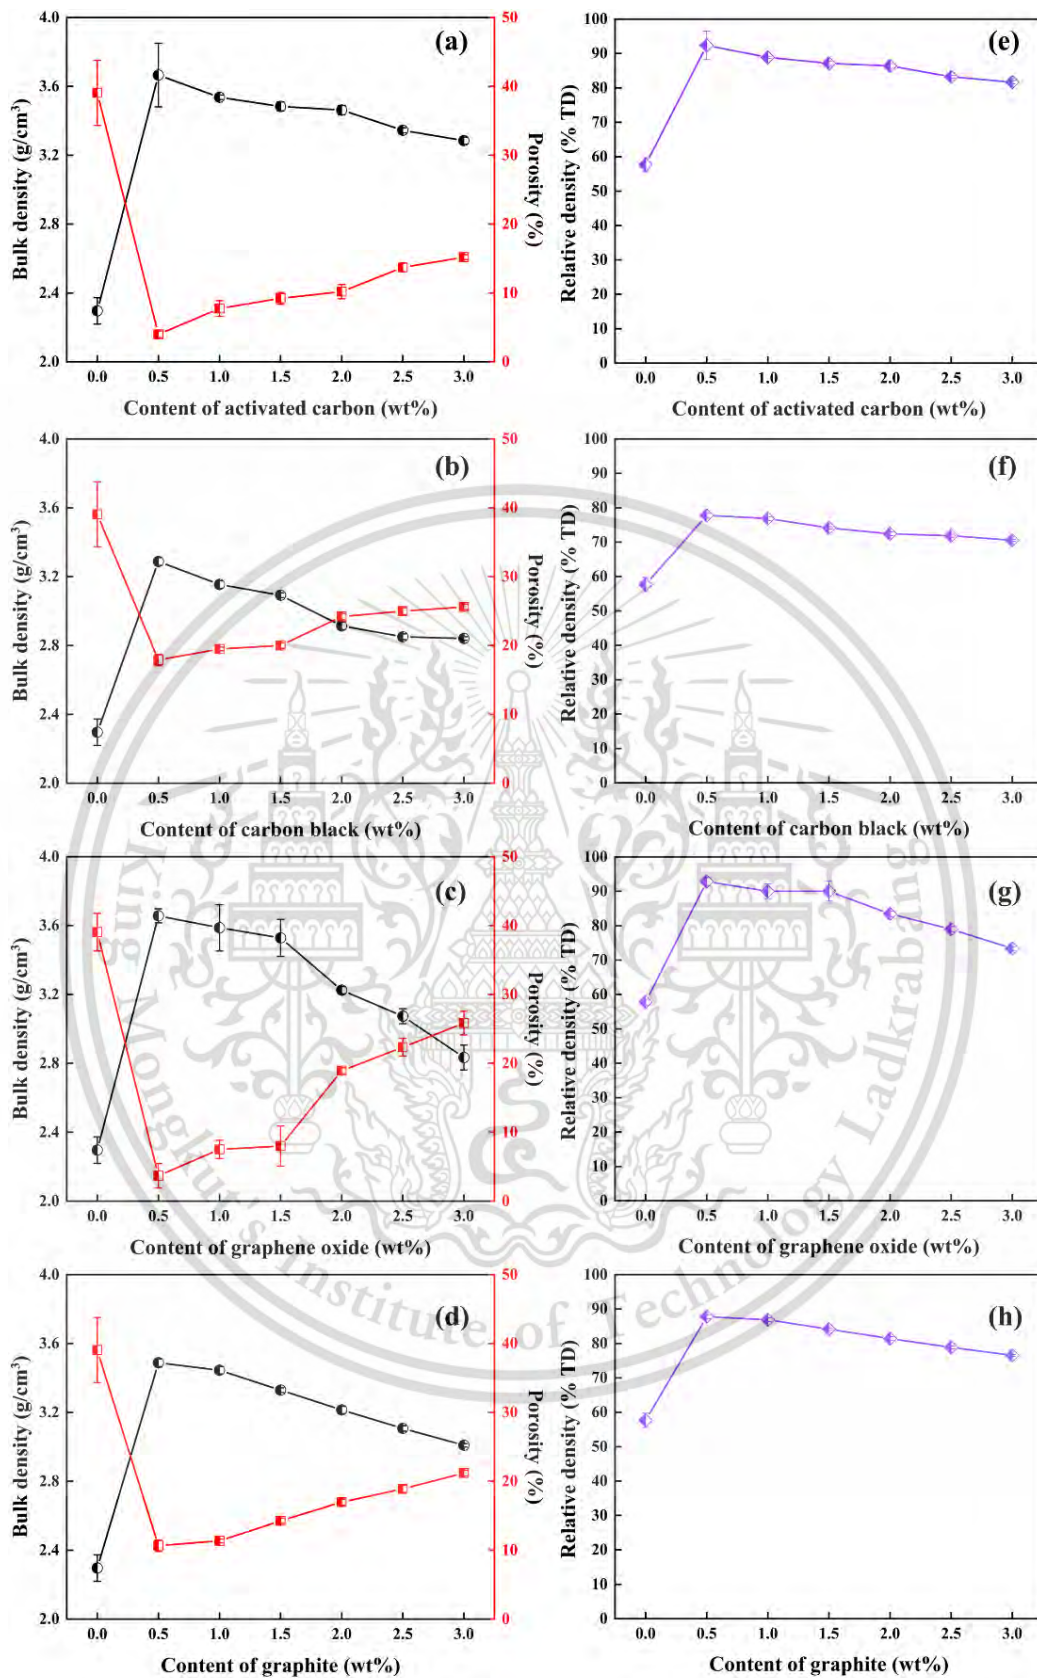 (a)
Bulk density (g/cm³)
4.0
3.6
3.2
2.8
2.4
2.0
50
40
30
20
10
0
Porosity (%)
0.0 0.5 1.0 1.5 2.0 2.5 3.0
Content of activated carbon (wt%)
(e)
Relative density (% TD)
100
90
80
70
60
50
40
30
20
10
0
0.0 0.5 1.0 1.5 2.0 2.5 3.0
Content of activated carbon (wt%)
(b)
Bulk density (g/cm³)
4.0
3.6
3.2
2.8
2.4
2.0
50
40
30
20
10
0
Porosity (%)
0.0 0.5 1.0 1.5 2.0 2.5 3.0
Content of carbon black (wt%)
(f)
Relative density (% TD)
100
90
80
70
60
50
40
30
20
10
0
0.0 0.5 1.0 1.5 2.0 2.5 3.0
Content of carbon black (wt%)
(c)
Bulk density (g/cm³)
4.0
3.6
3.2
2.8
2.4
2.0
50
40
30
20
10
0
Porosity (%)
0.0 0.5 1.0 1.5 2.0 2.5 3.0
Content of graphene oxide (wt%)
(g)
Relative density (% TD)
100
90
80
70
60
50
40
30
20
10
0
0.0 0.5 1.0 1.5 2.0 2.5 3.0
Content of graphene oxide (wt%)
(d)
Bulk density (g/cm³)
4.0
3.6
3.2
2.8
2.4
2.0
50
40
30
20
10
0
Porosity (%)
0.0 0.5 1.0 1.5 2.0 2.5 3.0
Content of graphite (wt%)
(h)
Relative density (% TD)
100
90
80
70
60
50
40
30
20
10
0
0.0 0.5 1.0 1.5 2.0 2.5 3.0
Content of graphite (wt%)
King Mongkut's Institute of Technology Ladkrabang